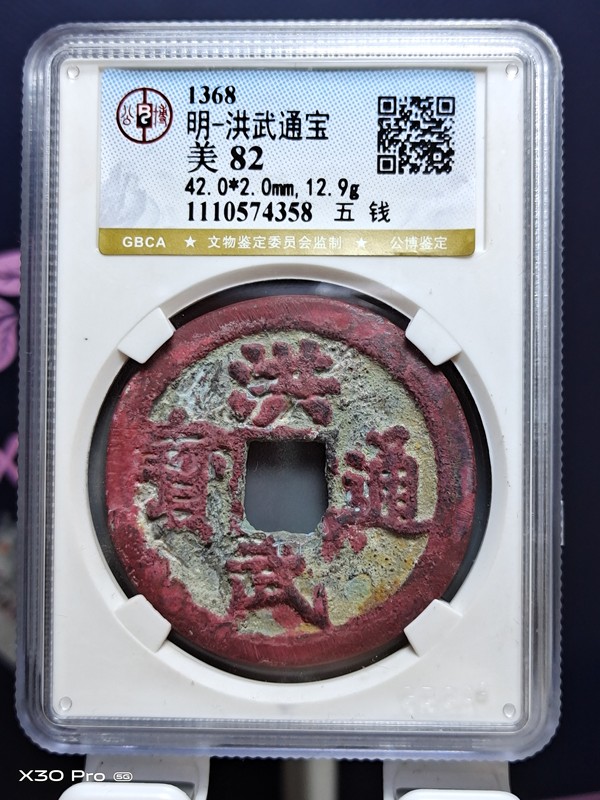 公博
1368
明-洪武通宝
美 82
42.0*2.0mm,12.9g
1110574358 五 钱
GBCA ★ 文物鉴定委员会监制 ★ 公博鉴定
洪
寶 通
武
X30 Pro 5G